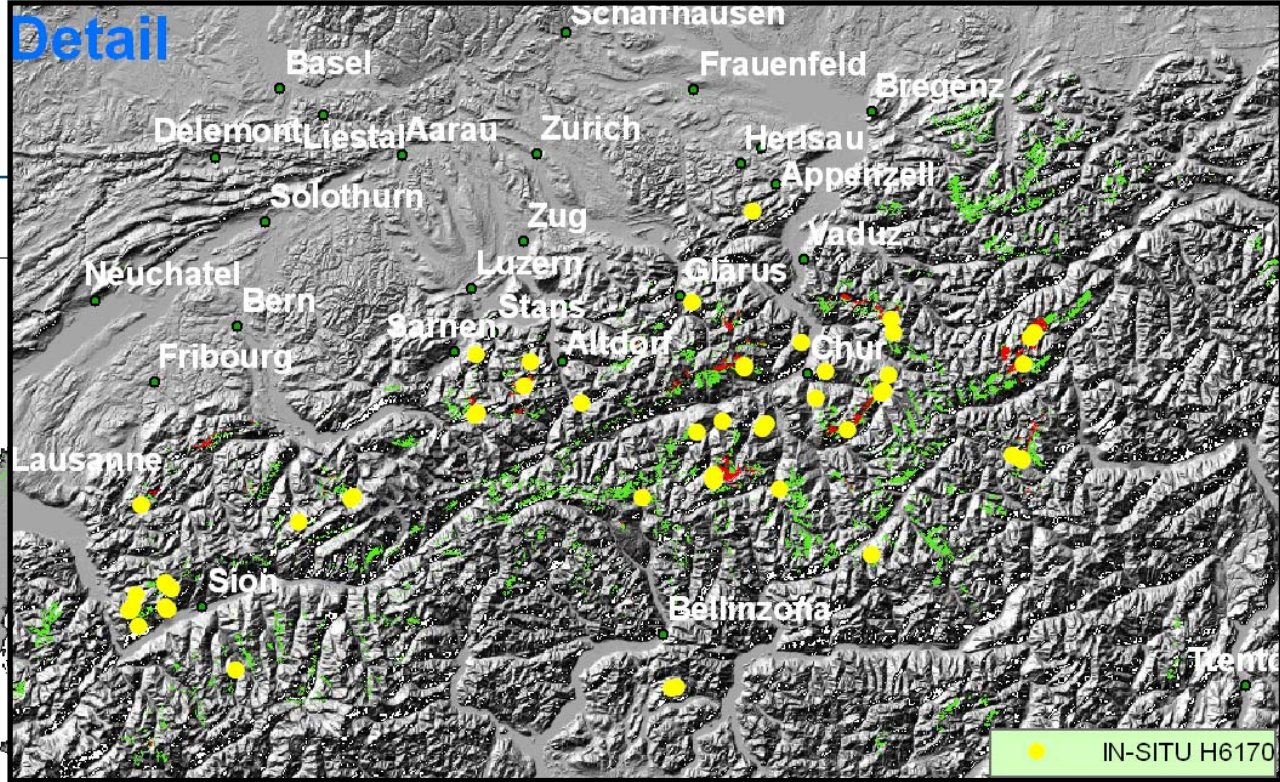 Detail
Schaffhausen
Basel
Frauenfeld
Bregenz
Delemont
Liestal
Aarau
Zurich
Herisau
Appenzell
Solothurn
Zug
Vaduz
Neuchatel
Luzern
Glarus
Bern
Stans
Sarnen
Altdorf
Chur
Fribourg
Lausanne
Sion
Bellinzona
Trento
IN-SITU H6170